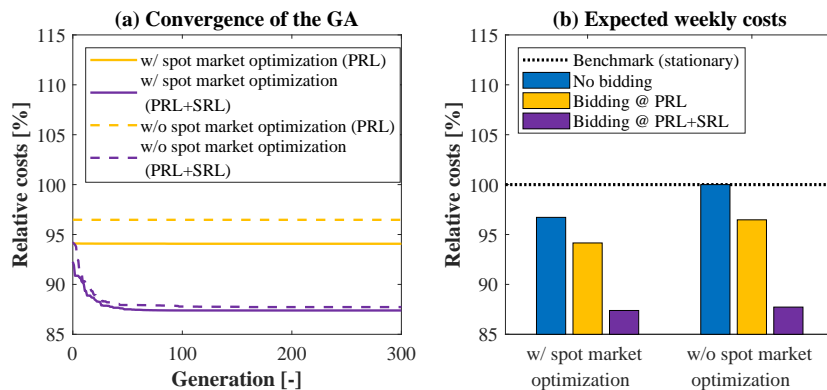 (a) Convergence of the GA
115
110
105
100
95
90
85
Relative costs [%]
w/ spot market optimization (PRL)
w/ spot market optimization
(PRL+SRL)
w/o spot market optimization (PRL)
w/o spot market optimization
(PRL+SRL)
0
100
200
300
Generation [-]
(b) Expected weekly costs
115
110
105
100
95
90
85
Relative costs [%]
Benchmark (stationary)
No bidding
Bidding @ PRL
Bidding @ PRL+SRL
w/ spot market
optimization
w/o spot market
optimization